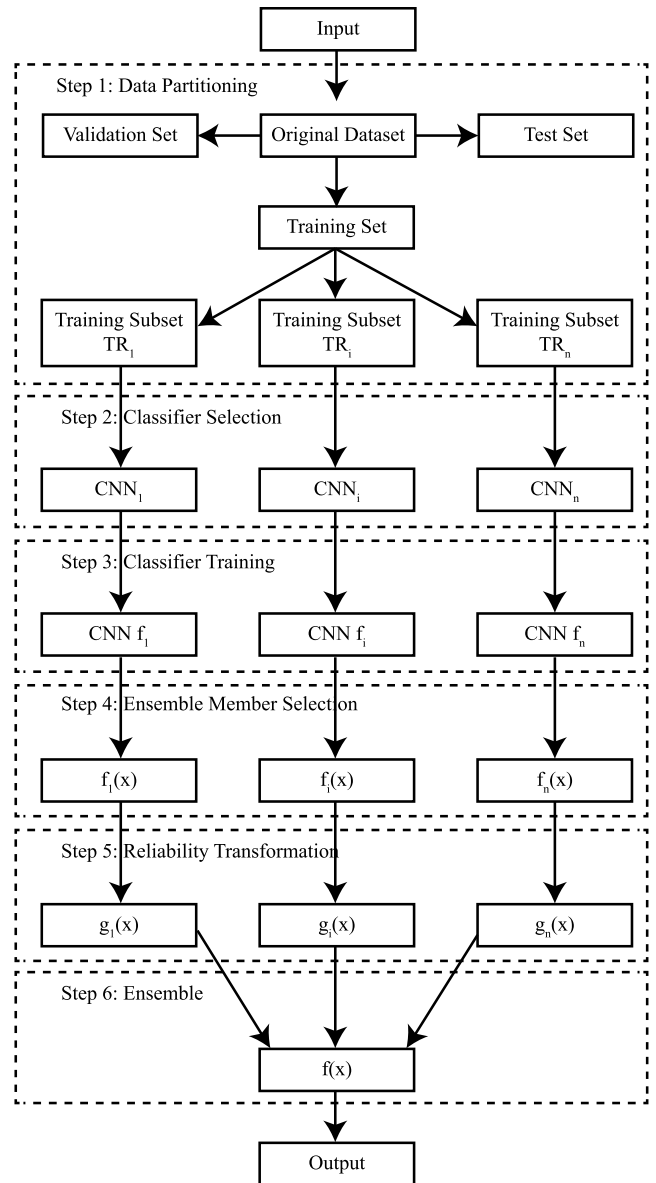 Input
Step 1: Data Partitioning
Validation Set
Original Dataset
Test Set
Training Set
Training Subset
TR₁
Training Subset
TRᵢ
Training Subset
TRₙ
Step 2: Classifier Selection
CNN₁
CNNᵢ
CNNₙ
Step 3: Classifier Training
CNN f₁
CNN fᵢ
CNN fₙ
Step 4: Ensemble Member Selection
f₁(x)
fᵢ(x)
fₙ(x)
Step 5: Reliability Transformation
g₁(x)
gᵢ(x)
gₙ(x)
Step 6: Ensemble
f(x)
Output